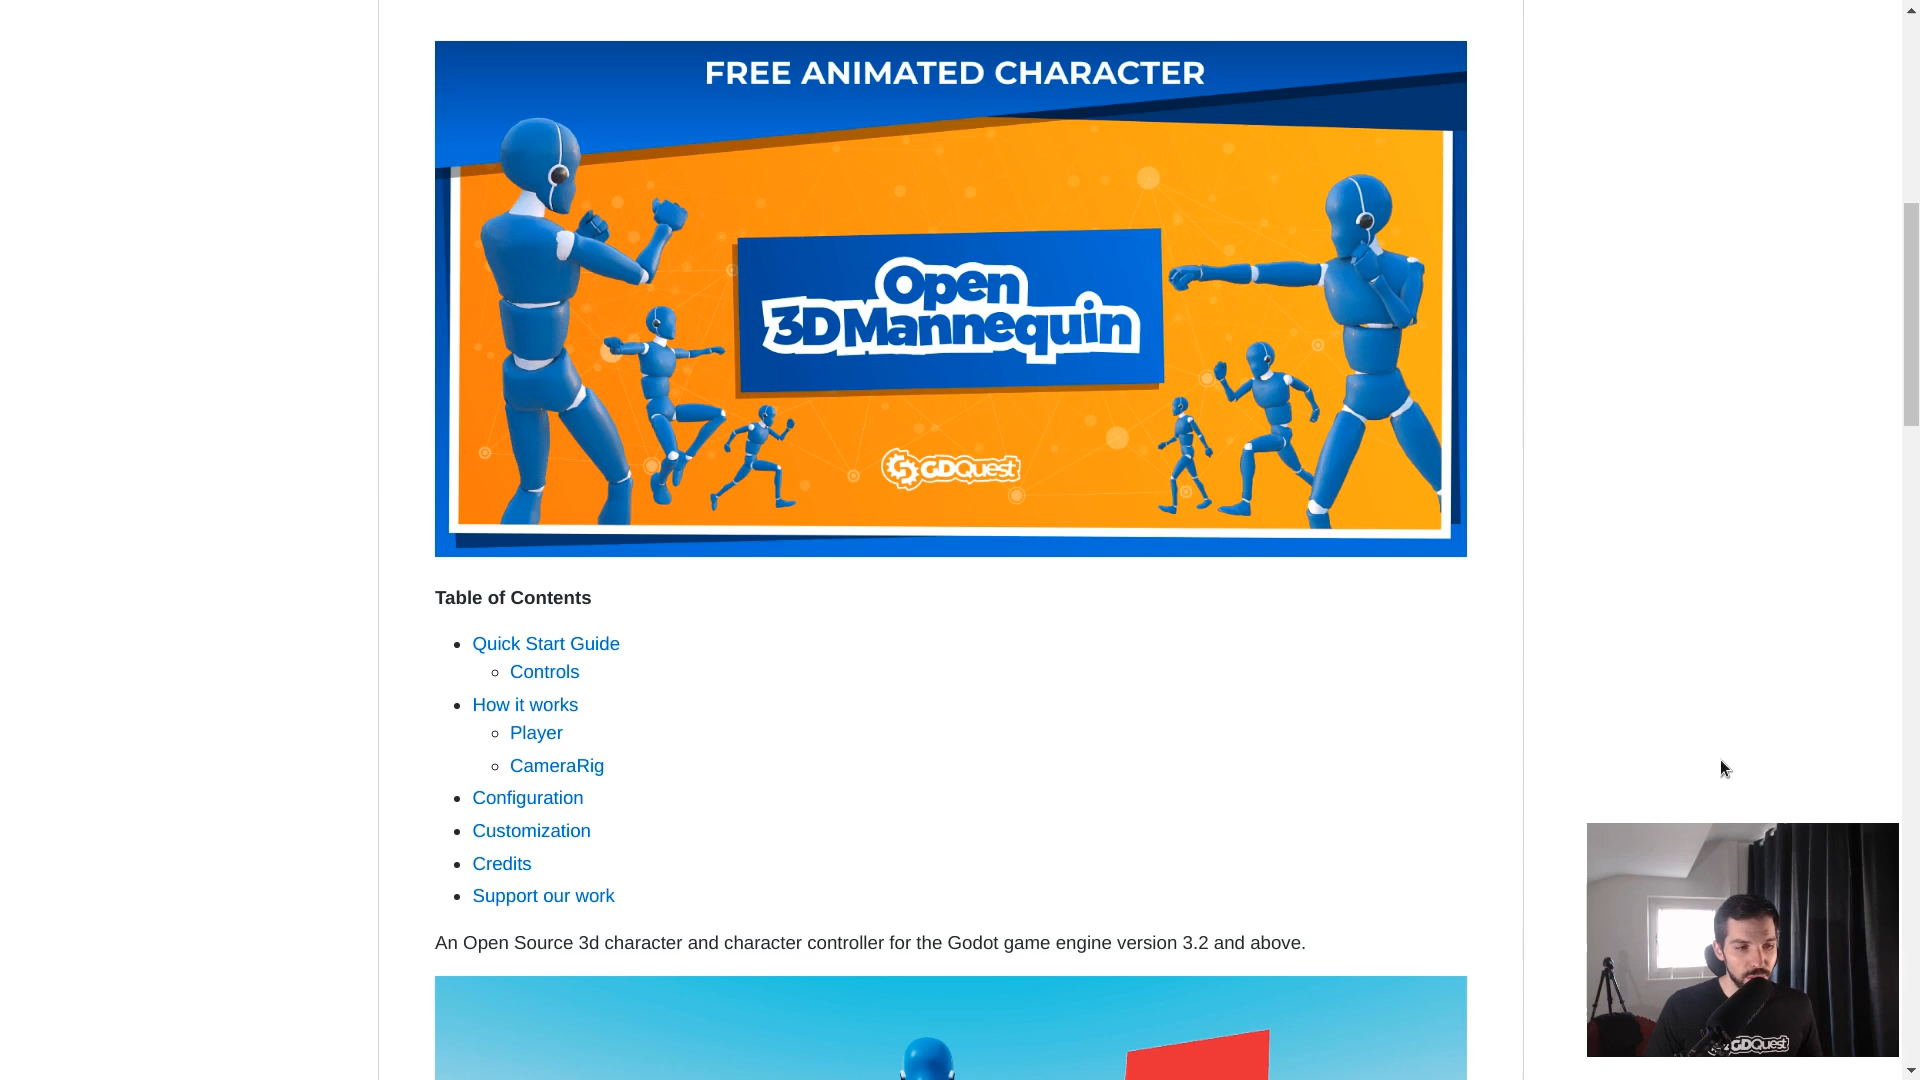 FREE ANIMATED CHARACTER
Open
3D Mannequin
GDQuest
Table of Contents
Quick Start Guide
Controls
How it works
Player
CameraRig
Configuration
Customization
Credits
Support our work
An Open Source 3d character and character controller for the Godot game engine version 3.2 and above.
GDQuest